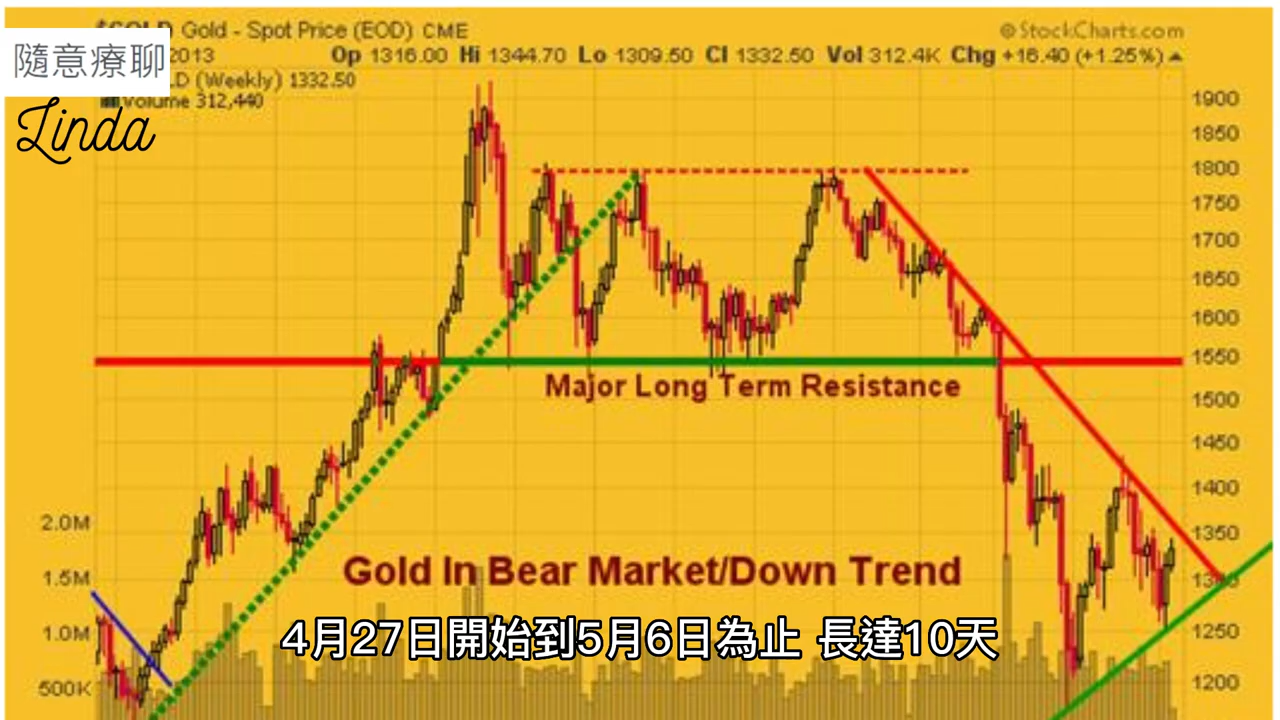 $GOLD Gold - Spot Price (EOD) CME
© StockCharts.com
2013
Op 1316.00 Hi 1344.70 Lo 1309.50 Cl 1332.50 Vol 312.4K Chg +16.40 (+1.25%)
隨意療聊
LD (Weekly) 1332.50
Volume 312,440
Linda
1900
1850
1800
1750
1700
1650
1600
1550
Major Long Term Resistance
1500
1450
1400
2.0M
1350
Gold In Bear Market/Down Trend
1.5M
1300
1.0M
4月27日開始到5月6日為止 長達10天
1250
500K
1200